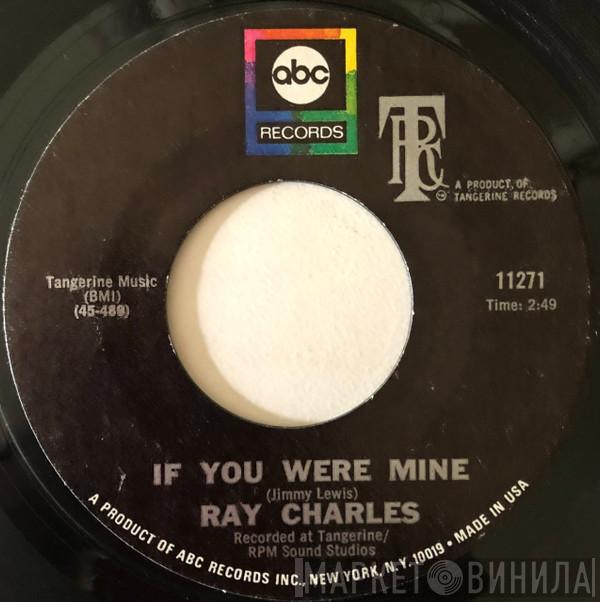 abc
RECORDS
TRC
A PRODUCT OF
TANGERINE RECORDS
Tangerine Music
(BMI)
(45-489)
11271
Time: 2:49
IF YOU WERE MINE
(Jimmy Lewis)
RAY CHARLES
Recorded at Tangerine/
RPM Sound Studios
A PRODUCT OF ABC RECORDS INC., NEW YORK, N.Y. 10019 • MADE IN USA
МАРКЕТ ВИНИЛА